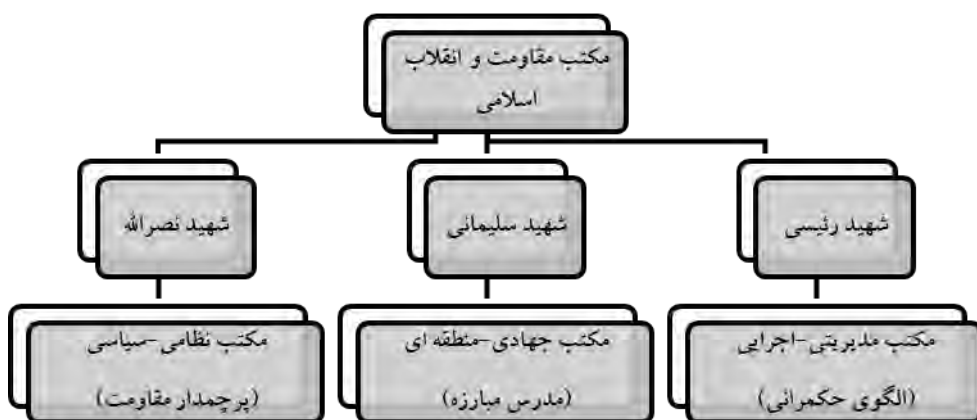 مکتب مقاومت و انقلاب
اسلامی
شهید رئیسی
شهید سلیمانی
شهید نصرالله
مکتب مدیریتی-اجرایی
(الگوی حکمرانی)
مکتب جهادی-منطقه ای
(مدرس مبارزه)
مکتب نظامی-سیاسی
(پرچمدار مقاومت)